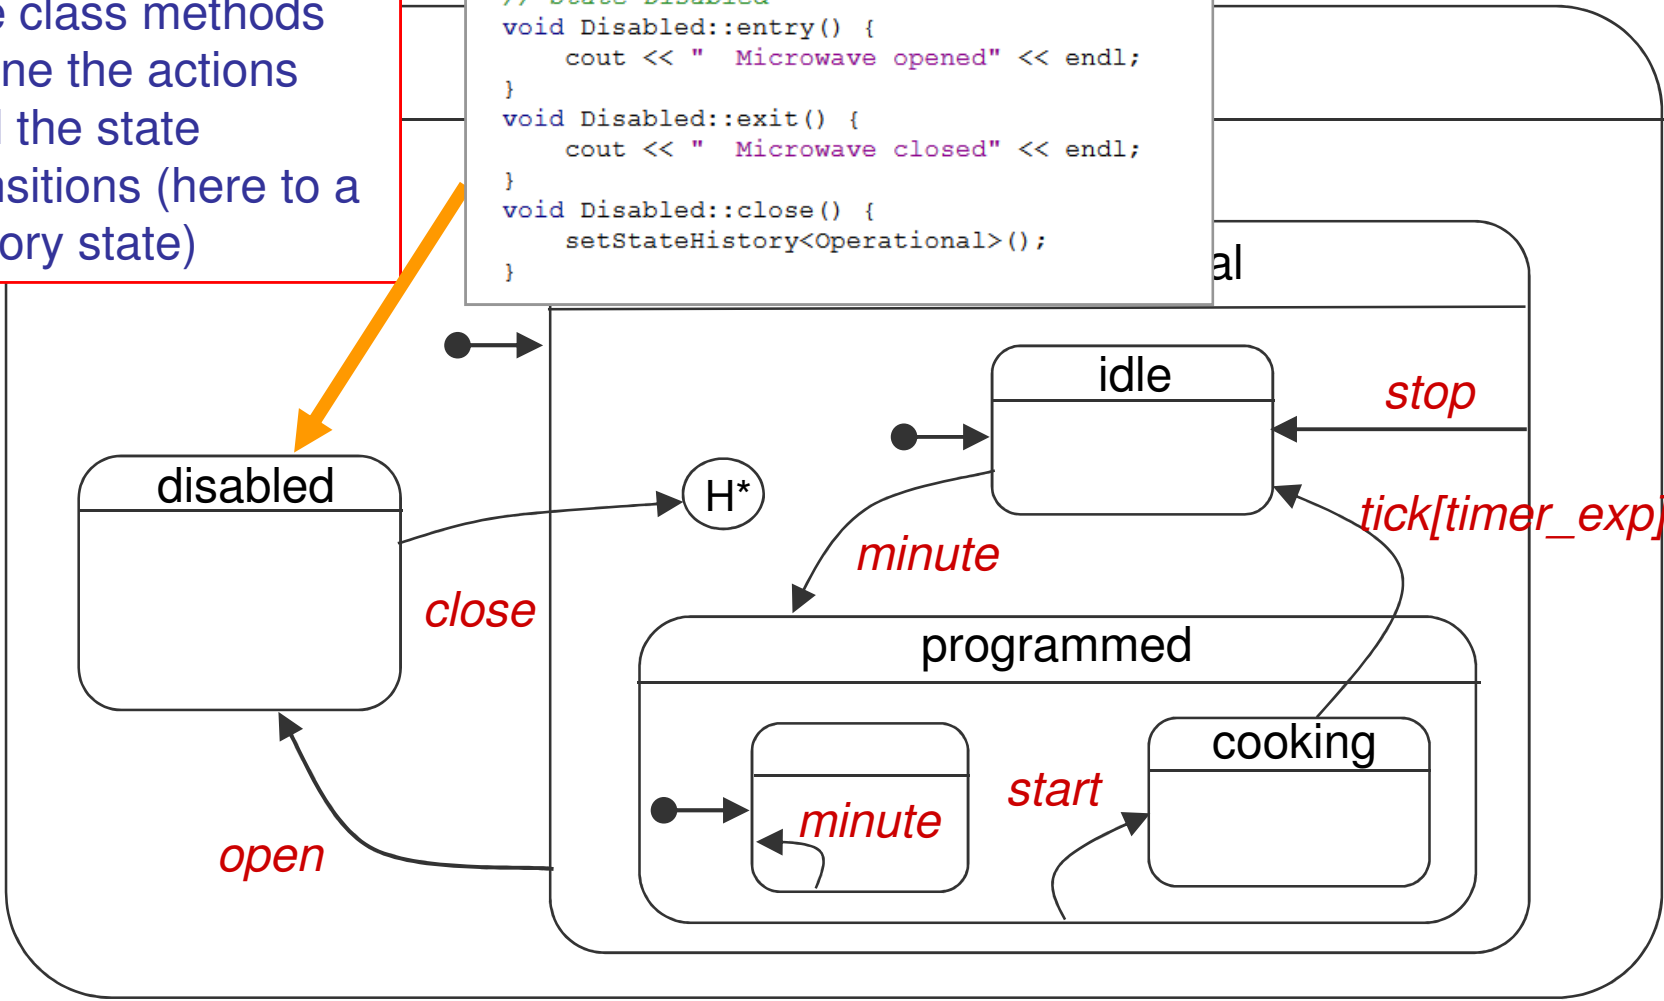 e class methods
ne the actions
d the state
nsitions (here to a
ory state)
// State Disabled
void Disabled::entry() {
cout << "  Microwave opened" << endl;
}
void Disabled::exit() {
cout << "  Microwave closed" << endl;
}
void Disabled::close() {
setStateHistory<Operational>();
}
al
idle
stop
disabled
H*
tick[timer_exp]
minute
close
programmed
cooking
start
minute
open